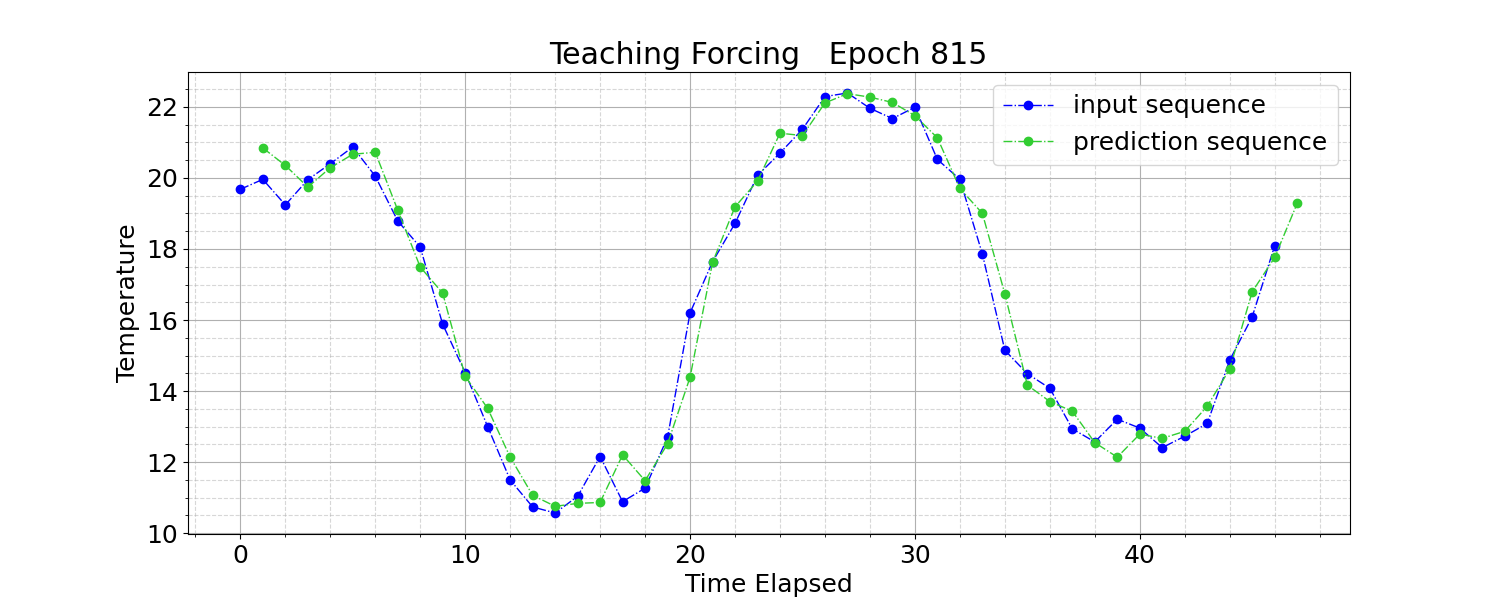 Teaching Forcing   Epoch 815
input sequence
prediction sequence
Temperature
22
20
18
16
14
12
10
0 10 20 30 40
Time Elapsed